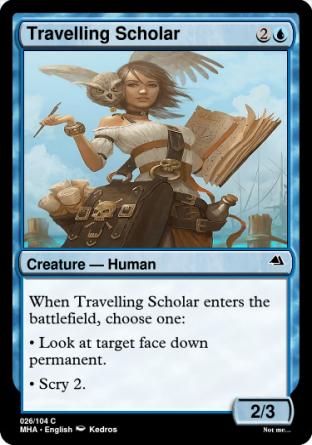 Travelling Scholar 2
Creature — Human
When Travelling Scholar enters the
battlefield, choose one:
• Look at target face down
permanent.
• Scry 2.
2/3
026/104 C
MHA • English Kedros
Not me...